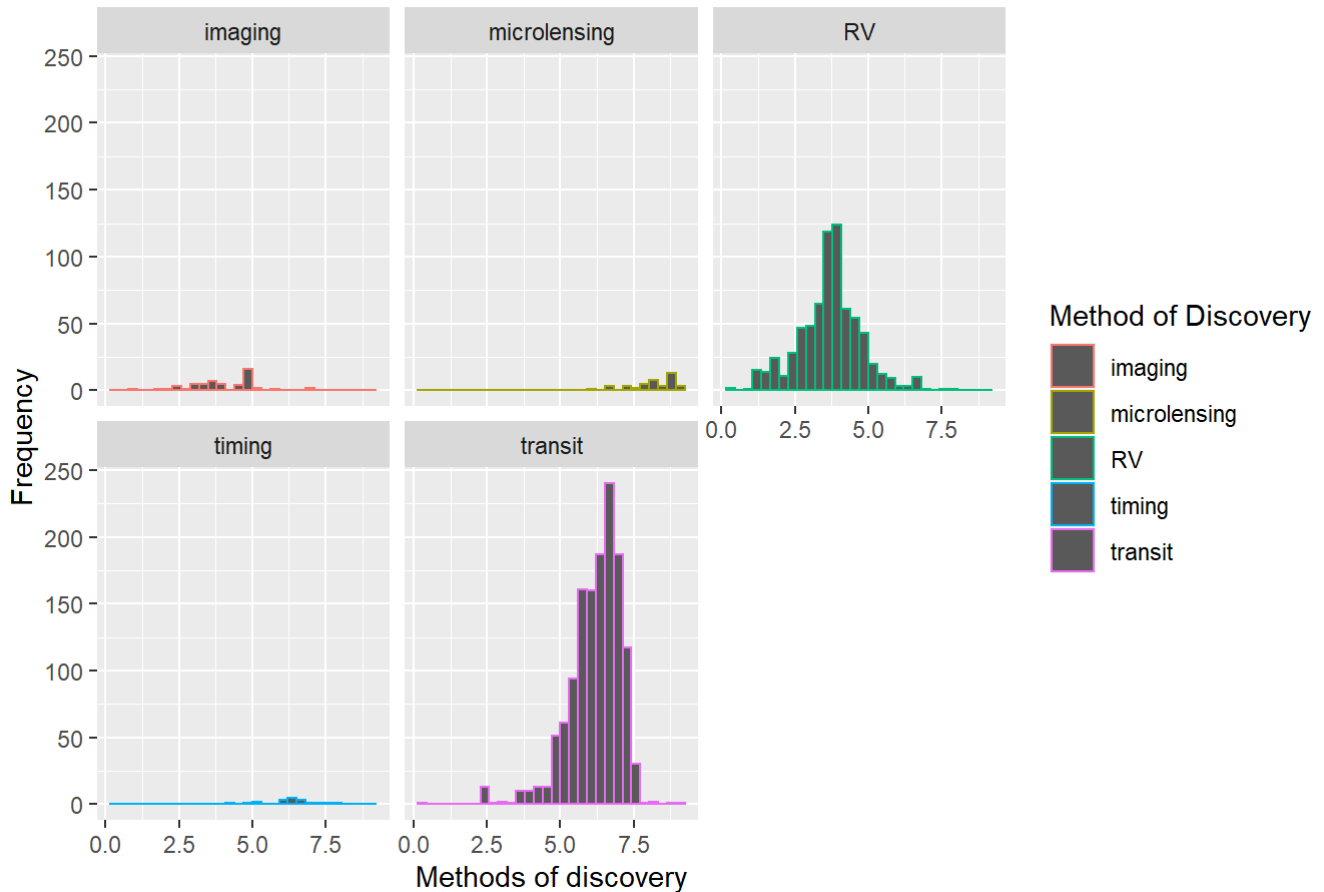 imaging
microlensing
RV
250
200
150
100
50
0
0.0 2.5 5.0 7.5
Frequency
timing
transit
250
200
150
100
50
0
0.0 2.5 5.0 7.5
0.0 2.5 5.0 7.5
Methods of discovery
Method of Discovery
imaging
microlensing
RV
timing
transit